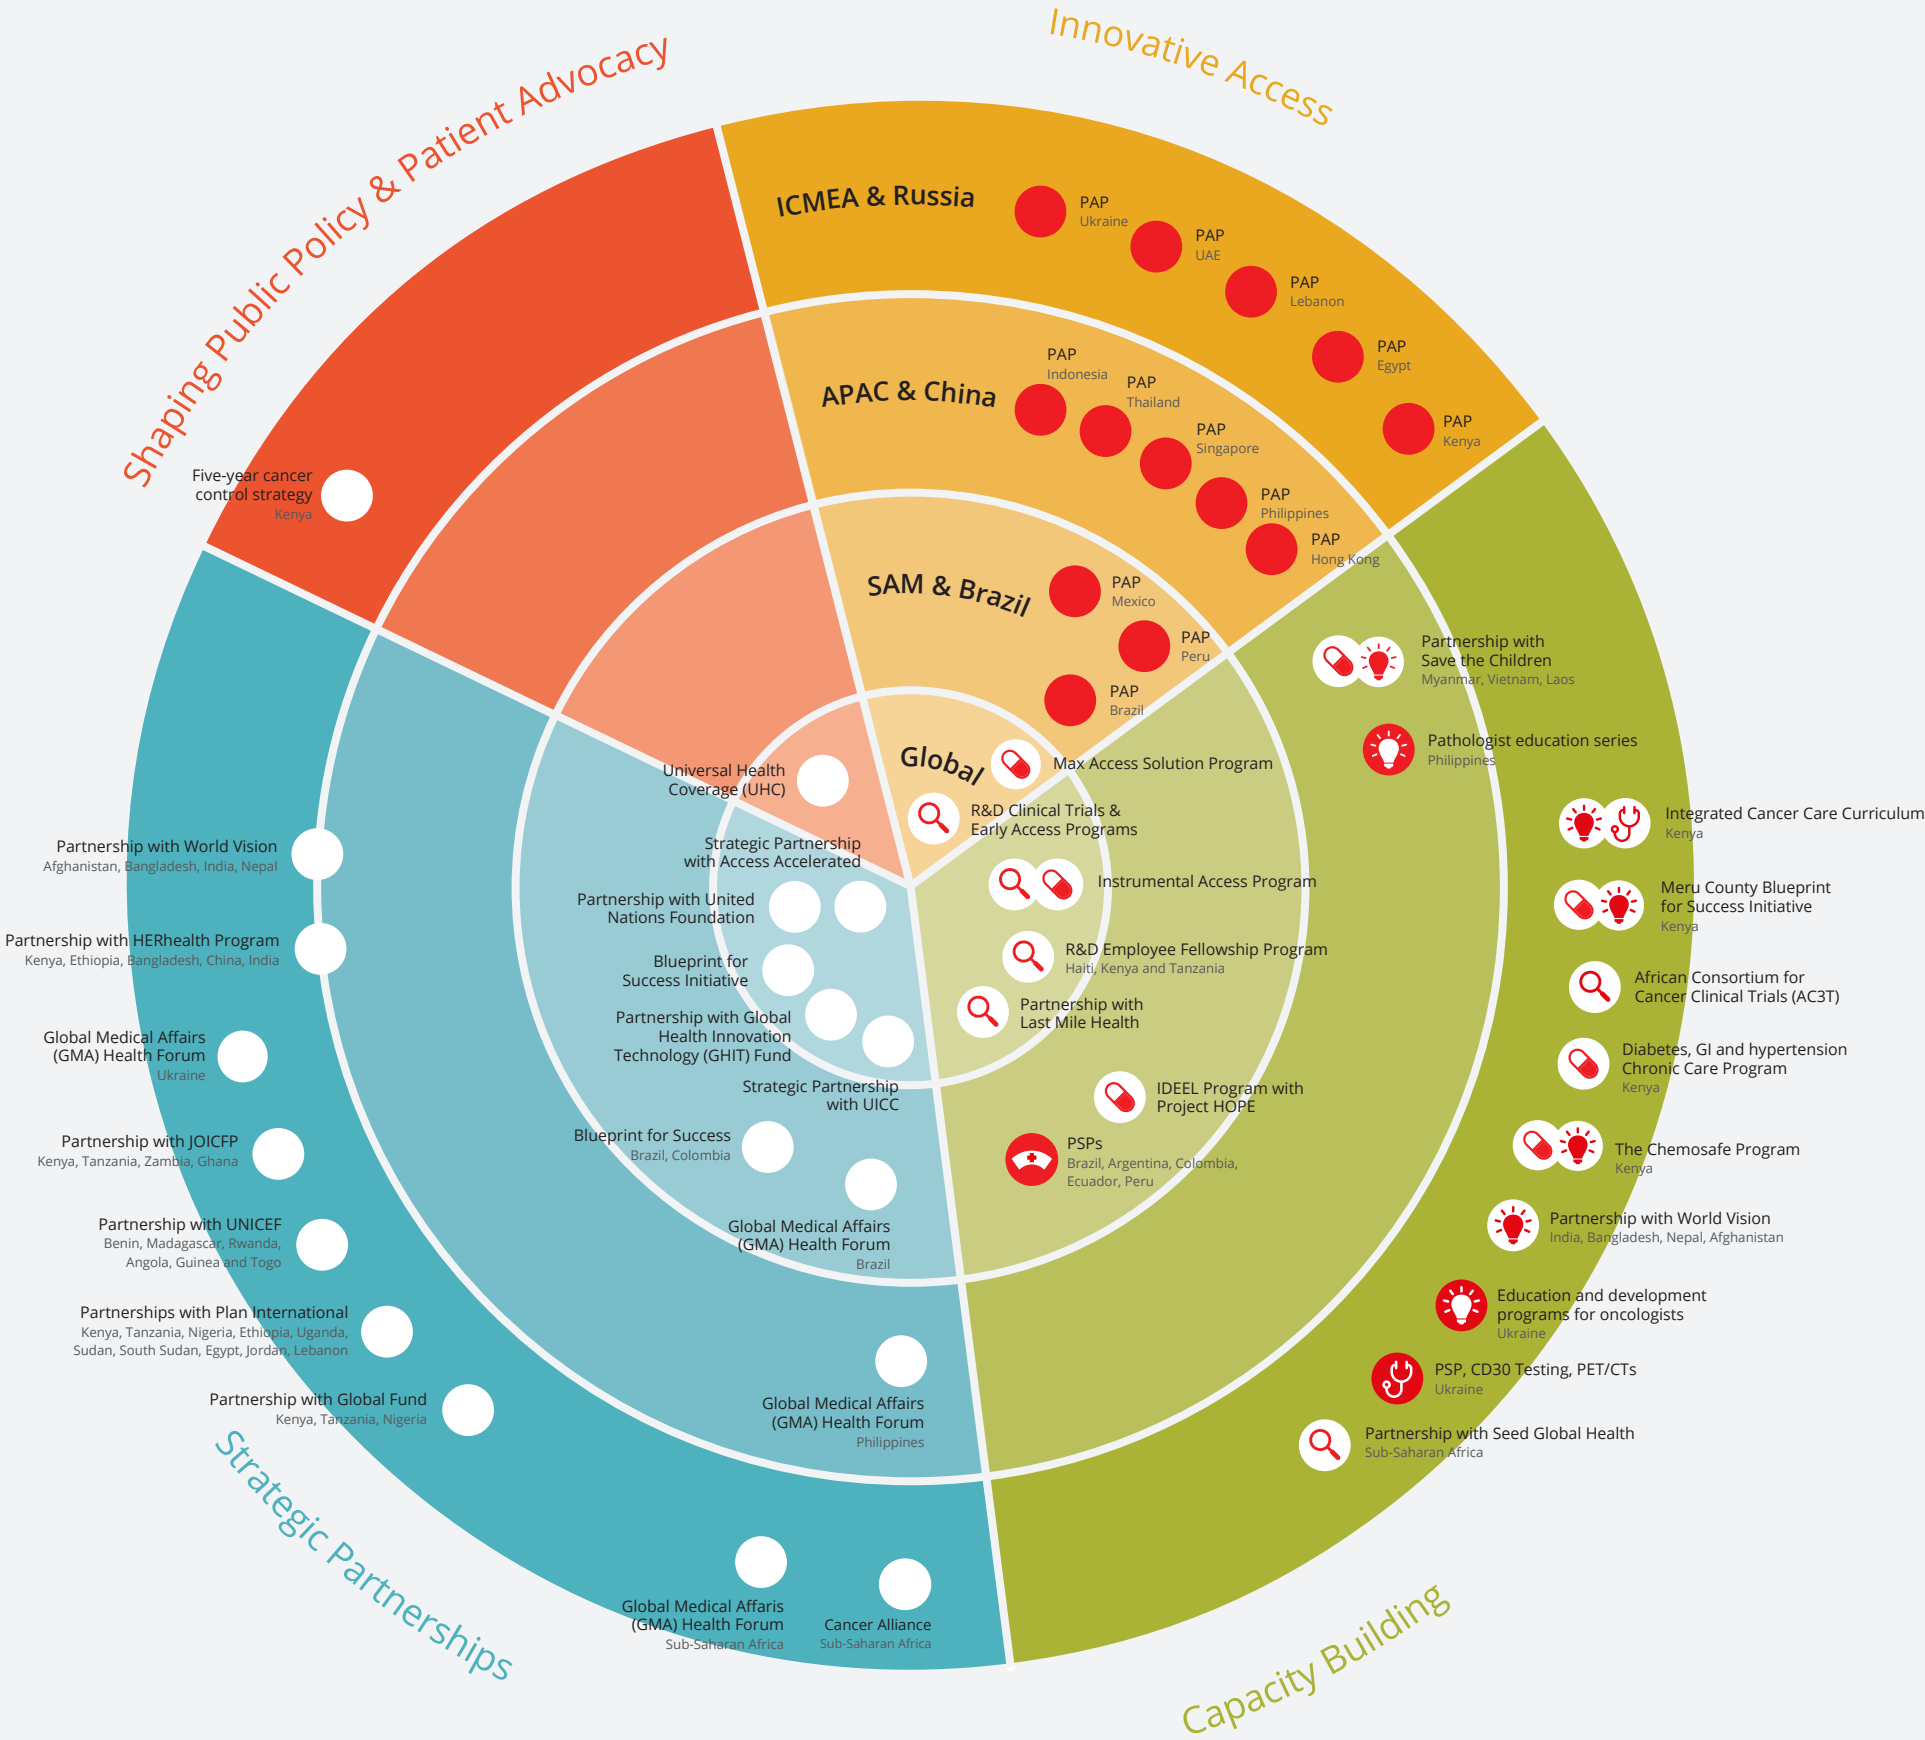 Innovative Access
Shaping Public Policy & Patient Advocacy
ICMEA & Russia
PAP
Ukraine
PAP
UAE
PAP
Lebanon
PAP
Egypt
PAP
Kenya
APAC & China
PAP
Indonesia
PAP
Thailand
PAP
Singapore
PAP
Philippines
PAP
Hong Kong
SAM & Brazil
PAP
Mexico
PAP
Peru
PAP
Brazil
Global
Max Access Solution Program
R&D Clinical Trials &
Early Access Programs
Five-year cancer
control strategy
Kenya
Universal Health
Coverage (UHC)
Partnership with
Save the Children
Myanmar, Vietnam, Laos
Pathologist education series
Philippines
Integrated Cancer Care Curriculum
Kenya
Meru County Blueprint
for Success Initiative
Kenya
African Consortium for
Cancer Clinical Trials (AC3T)
Diabetes, GI and hypertension
Chronic Care Program
Kenya
The Chemosafe Program
Kenya
Partnership with World Vision
India, Bangladesh, Nepal, Afghanistan
Education and development
programs for oncologists
Ukraine
PSP, CD30 Testing, PET/CTs
Ukraine
Partnership with Seed Global Health
Sub-Saharan Africa
Instrumental Access Program
R&D Employee Fellowship Program
Haiti, Kenya and Tanzania
Partnership with
Last Mile Health
IDEEL Program with
Project HOPE
PSPs
Brazil, Argentina, Colombia,
Ecuador, Peru
Capacity Building
Strategic Partnership
with Access Accelerated
Partnership with United
Nations Foundation
Blueprint for
Success Initiative
Partnership with Global
Health Innovation
Technology (GHIT) Fund
Strategic Partnership
with UICC
Blueprint for Success
Brazil, Colombia
Global Medical Affairs
(GMA) Health Forum
Brazil
Global Medical Affairs
(GMA) Health Forum
Philippines
Partnership with World Vision
Afghanistan, Bangladesh, India, Nepal
Partnership with HERhealth Program
Kenya, Ethiopia, Bangladesh, China, India
Global Medical Affairs
(GMA) Health Forum
Ukraine
Partnership with JOICFP
Kenya, Tanzania, Zambia, Ghana
Partnership with UNICEF
Benin, Madagascar, Rwanda,
Angola, Guinea and Togo
Partnerships with Plan International
Kenya, Tanzania, Nigeria, Ethiopia, Uganda,
Sudan, South Sudan, Egypt, Jordan, Lebanon
Partnership with Global Fund
Kenya, Tanzania, Nigeria
Global Medical Affaris
(GMA) Health Forum
Sub-Saharan Africa
Cancer Alliance
Sub-Saharan Africa
Strategic Partnerships